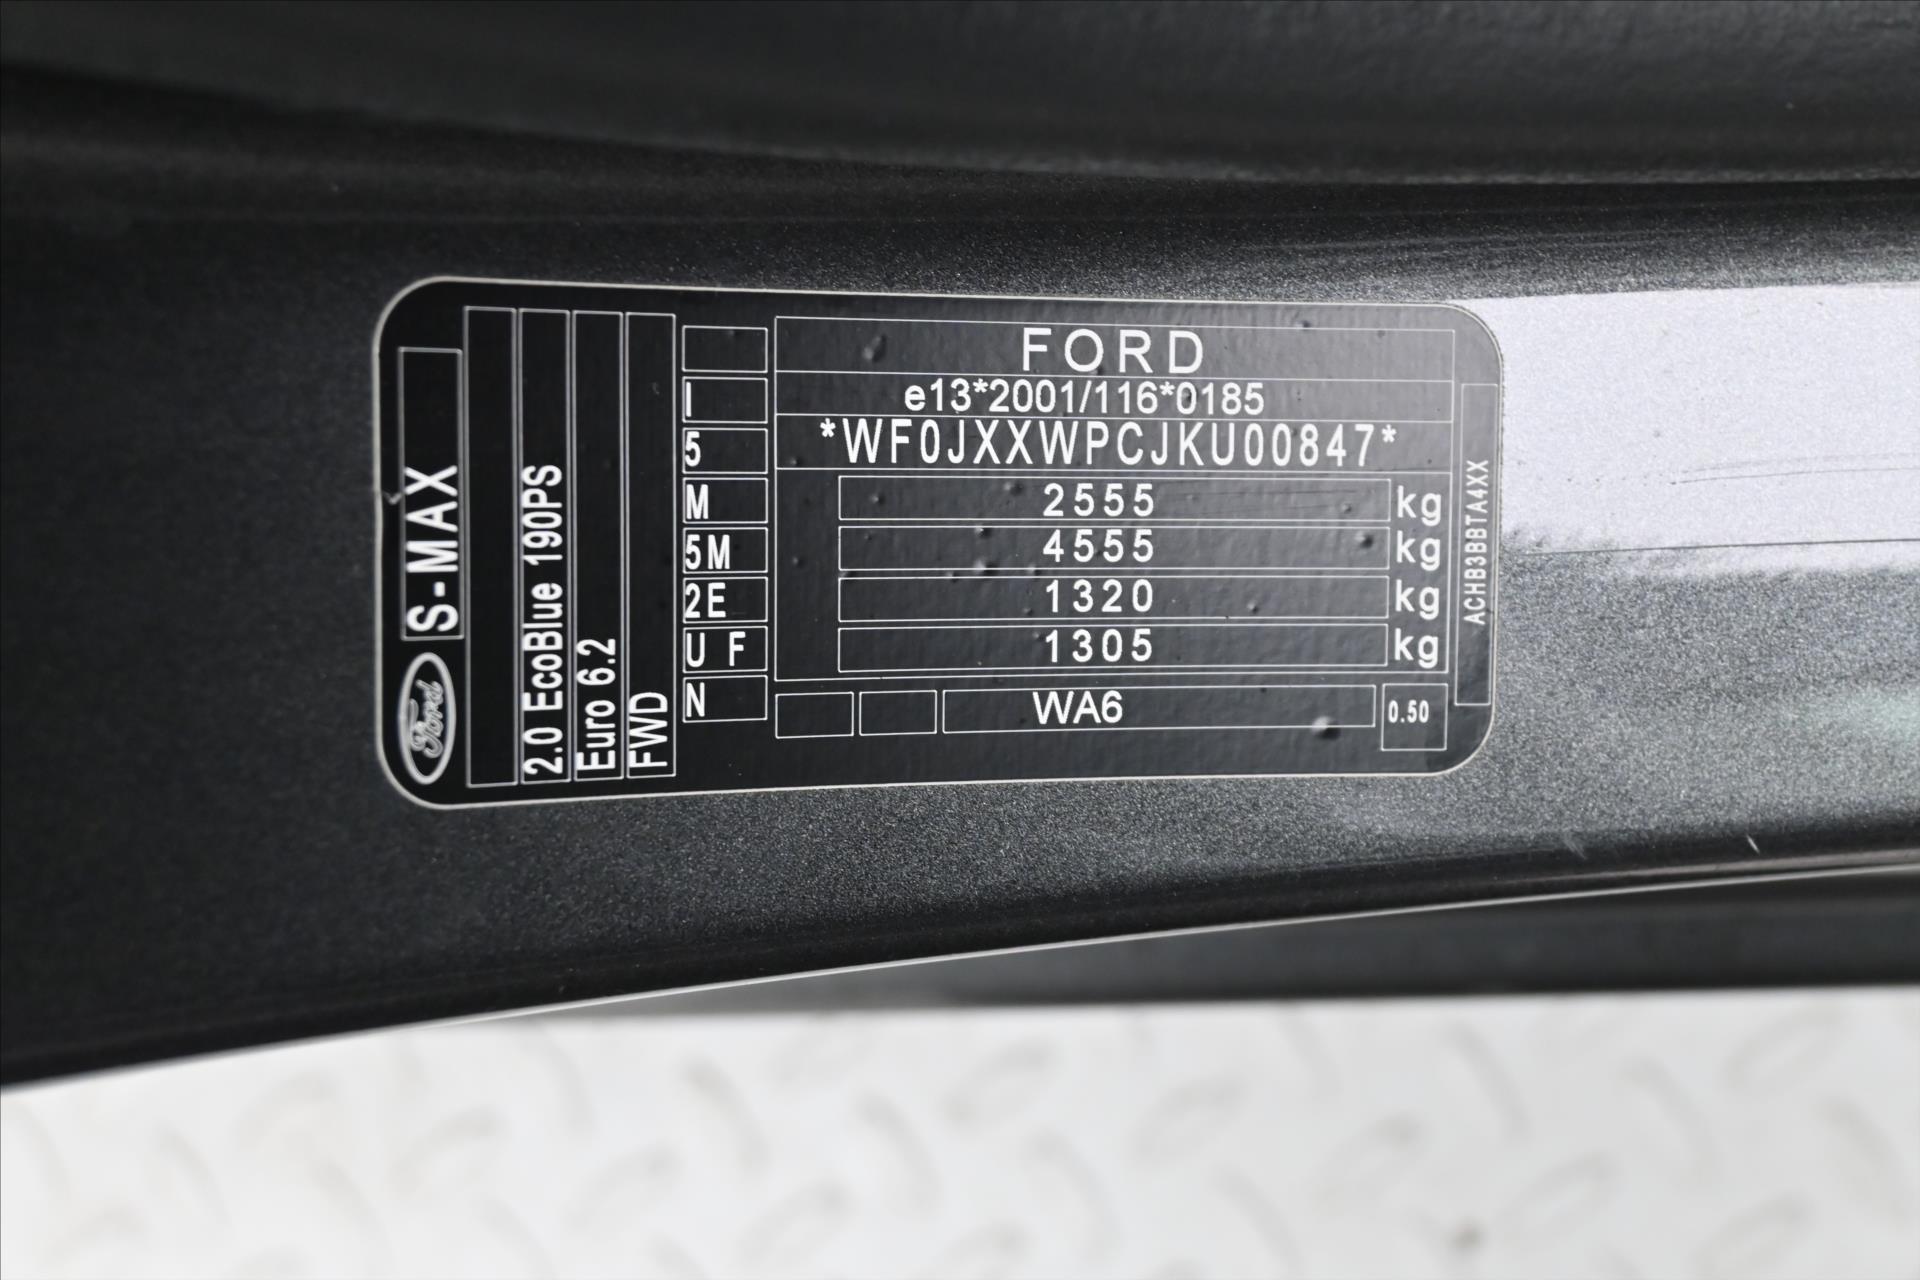 Ford S-MAX
2.0 EcoBlue 190PS
Euro 6.2
FWD
I
5
M
5M
2E
U F
N
FORD
e13*2001/116*0185
*WF0JXXWPCJKU00847*
2555 kg
4555 kg
1320 kg
1305 kg
WA6
0.50
ACHB3BBTA4XX